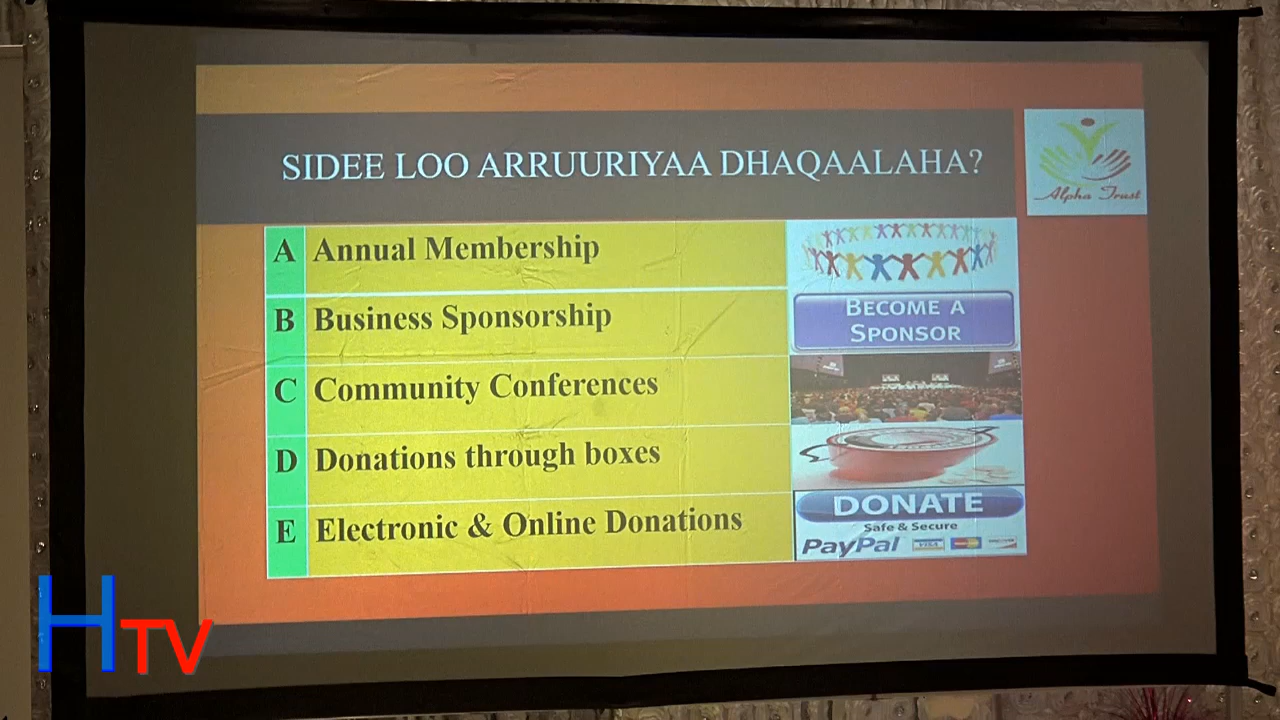 SIDEE LOO ARRUURIYAA DHAQAALAHA?
Alpha Trust
A Annual Membership
B Business Sponsorship
BECOME A
SPONSOR
C Community Conferences
D Donations through boxes
E Electronic & Online Donations
DONATE
Safe & Secure
PayPal VISA
HTV